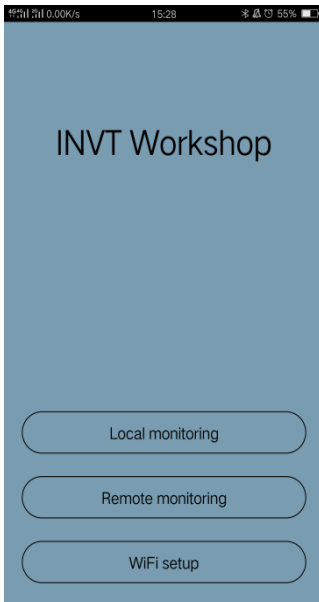 0.00K/s 15:28 55%
INVT Workshop
Local monitoring
Remote monitoring
WiFi setup